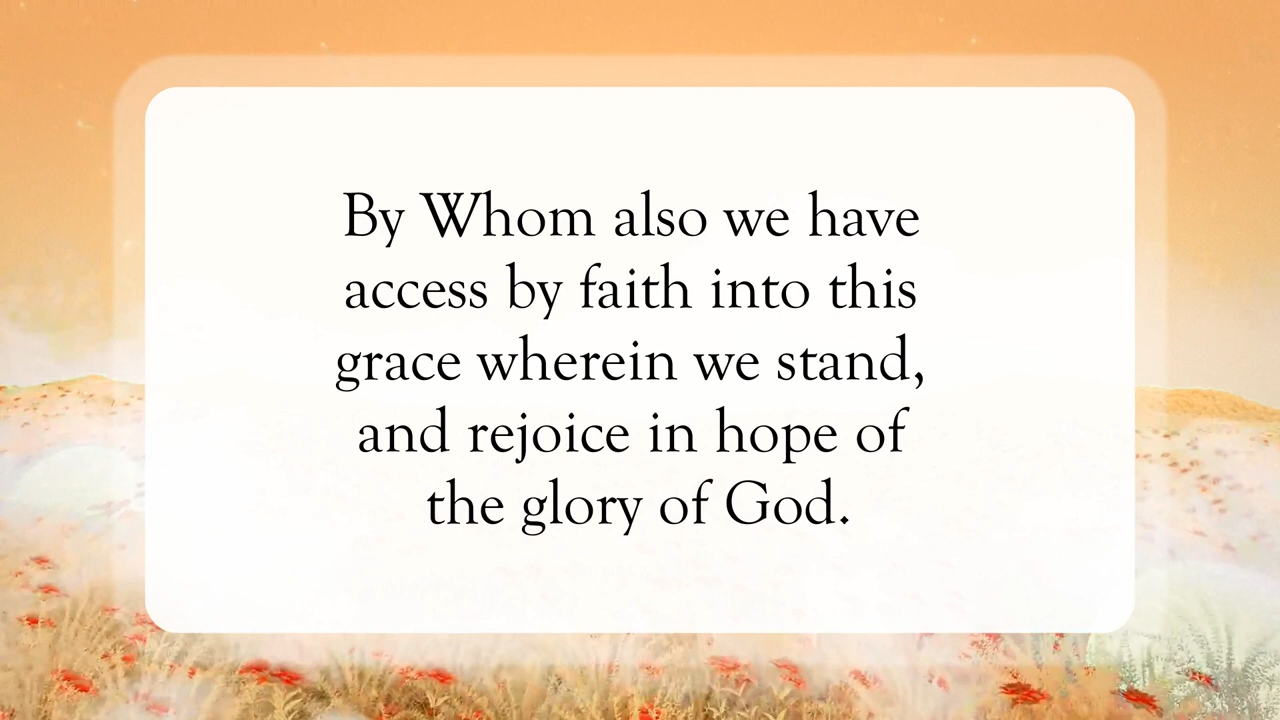 By Whom also we have
access by faith into this
grace wherein we stand,
and rejoice in hope of
the glory of God.